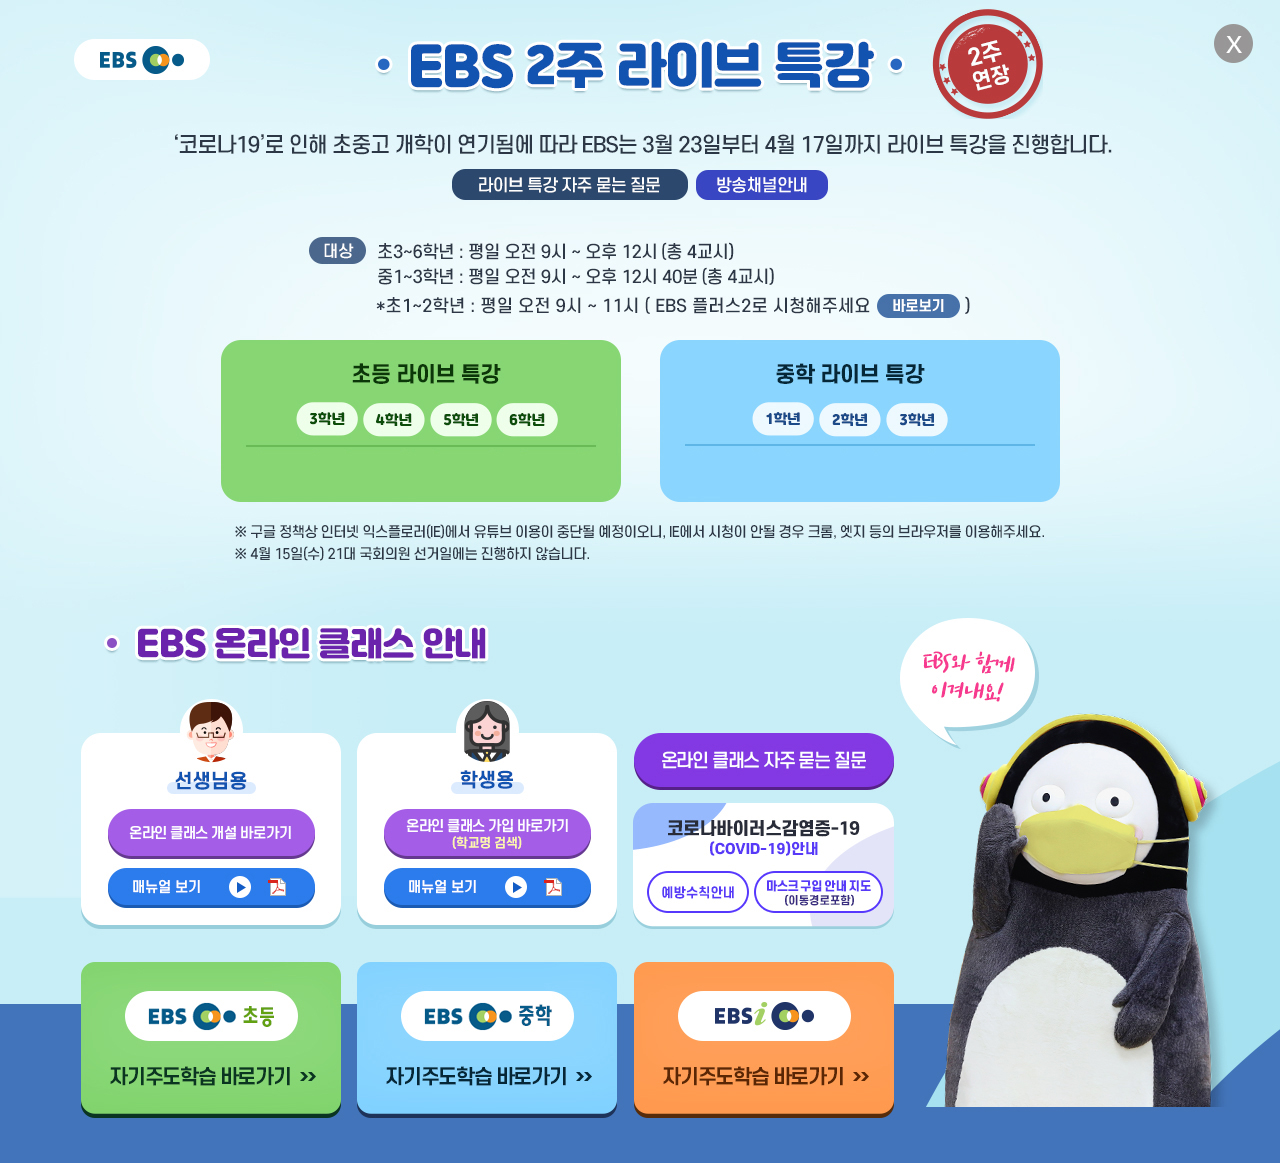 EBS
EBS 2주 라이브 특강
2주
연장
X
‘코로나19’로 인해 초중고 개학이 연기됨에 따라 EBS는 3월 23일부터 4월 17일까지 라이브 특강을 진행합니다.
라이브 특강 자주 묻는 질문
방송채널안내
대상
초3~6학년 : 평일 오전 9시 ~ 오후 12시 (총 4교시)
중1~3학년 : 평일 오전 9시 ~ 오후 12시 40분 (총 4교시)
*초1~2학년 : 평일 오전 9시 ~ 11시 ( EBS 플러스2로 시청해주세요 바로보기 )
초등 라이브 특강
3학년 4학년 5학년 6학년
중학 라이브 특강
1학년 2학년 3학년
※ 구글 정책상 인터넷 익스플로러(IE)에서 유튜브 이용이 중단될 예정이오니, IE에서 시청이 안될 경우 크롬, 엣지 등의 브라우저를 이용해주세요.
※ 4월 15일(수) 21대 국회의원 선거일에는 진행하지 않습니다.
EBS 온라인 클래스 안내
EBS와 함께
이겨내요!
선생님용
온라인 클래스 개설 바로가기
매뉴얼 보기
학생용
온라인 클래스 가입 바로가기
(학교명 검색)
매뉴얼 보기
온라인 클래스 자주 묻는 질문
코로나바이러스감염증-19
(COVID-19)안내
예방수칙안내
마스크 구입 안내 지도
(이동경로포함)
EBS 초등
자기주도학습 바로가기 >>
EBS 중학
자기주도학습 바로가기 >>
EBSi
자기주도학습 바로가기 >>